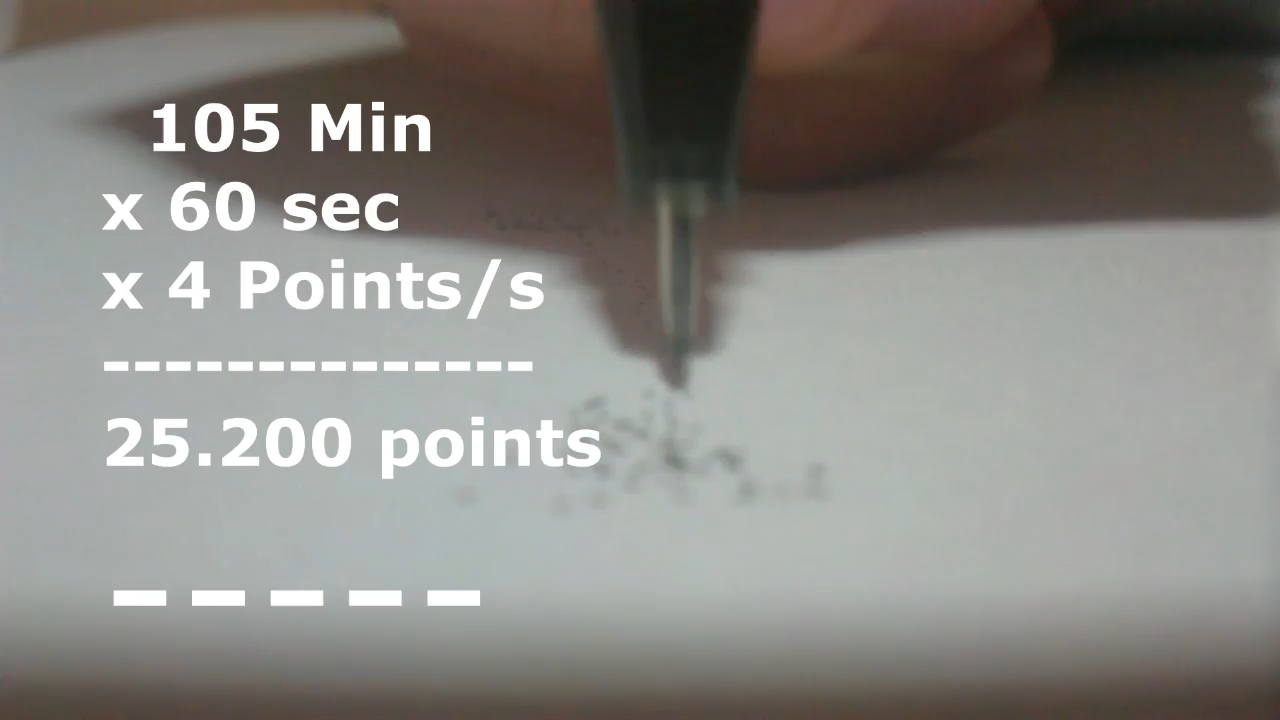 105 Min
x 60 sec
x 4 Points/s
--------------
25.200 points
_ _ _ _ _